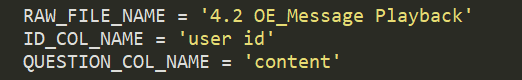 RAW_FILE_NAME = '4.2 OE_Message Playback'
ID_COL_NAME = 'user id'
QUESTION_COL_NAME = 'content'